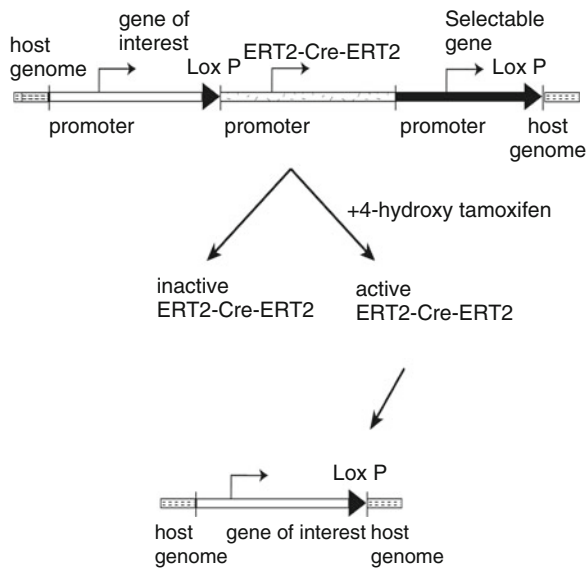 host
genome
gene of
interest
Lox P
ERT2-Cre-ERT2
Selectable
gene
Lox P
promoter
promoter
promoter
host
genome
+4-hydroxy tamoxifen
inactive
ERT2-Cre-ERT2
active
ERT2-Cre-ERT2
Lox P
host
genome
gene of interest
host
genome